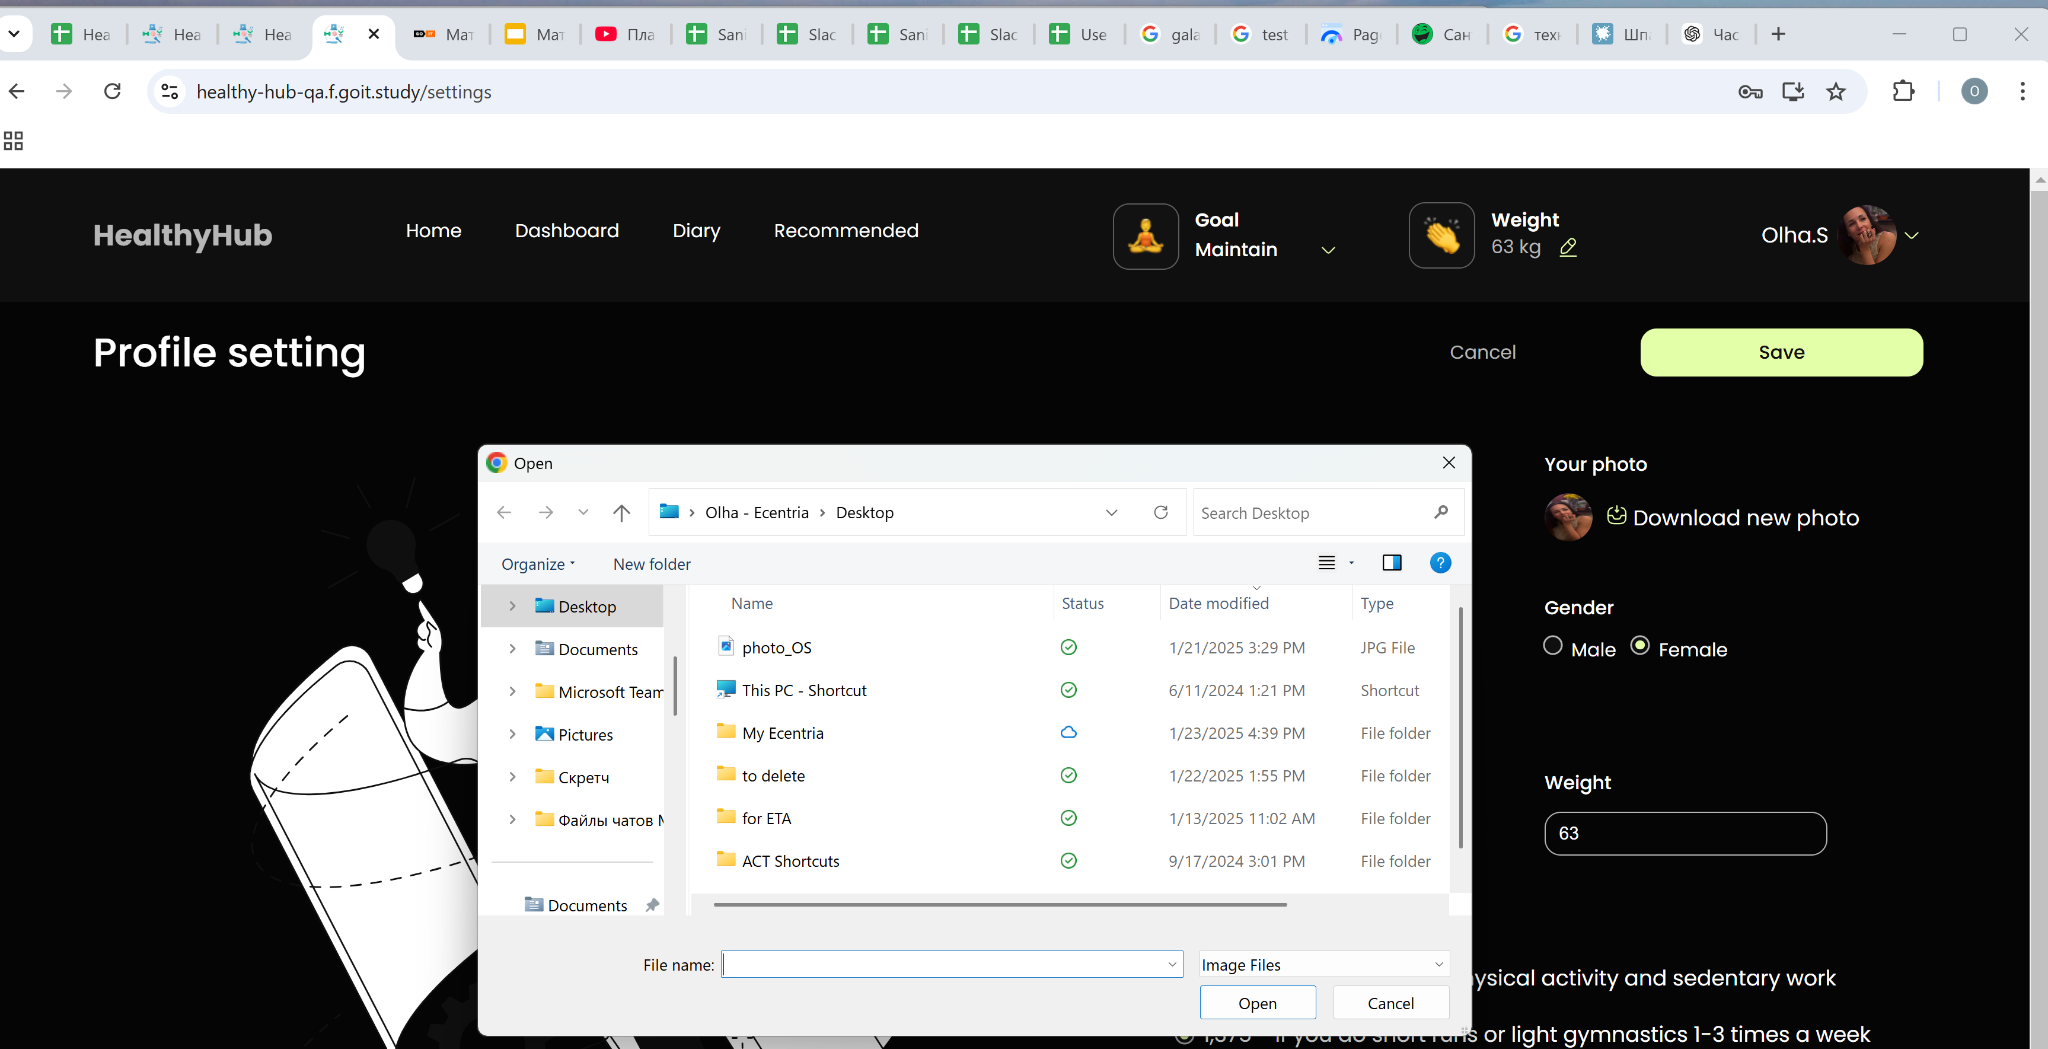 Hea
Hea
Hea
Мат
Мат
Пла
Sani
Slac
Sani
Slac
Use
gala
test
Page
Сан
тех
Шпа
Час
healthy-hub-qa.f.goit.study/settings
O
HealthyHub
Home
Dashboard
Diary
Recommended
Goal
Maintain
Weight
63 kg
Olha.S
Profile setting
Cancel
Save
Open
Olha - Ecentria
Desktop
Search Desktop
Organize
New folder
Desktop
Documents
Microsoft Team
Pictures
Скретч
Файлы чатов
Documents
Name Status Date modified Type
photo_OS 1/21/2025 3:29 PM JPG File
This PC - Shortcut 6/11/2024 1:21 PM Shortcut
My Ecentria 1/23/2025 4:39 PM File folder
to delete 1/22/2025 1:55 PM File folder
for ETA 1/13/2025 11:02 AM File folder
ACT Shortcuts 9/17/2024 3:01 PM File folder
File name:
Image Files
Open
Cancel
Your photo
Download new photo
Gender
Male
Female
Weight
63
ysical activity and sedentary work
or light gymnastics 1-3 times a week